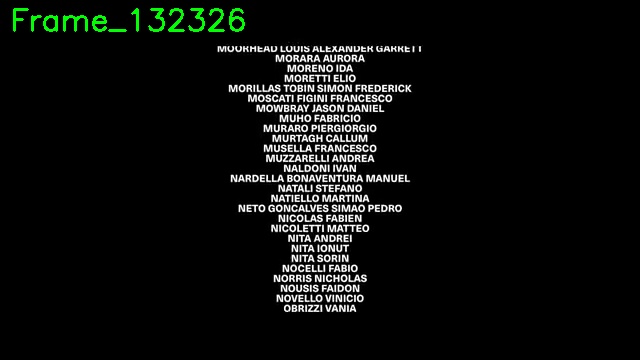 Frame_132326
MOORHEAD LOUIS ALEXANDER GARRETT
MORARA AURORA
MORENO IDA
MORETTI ELIO
MORILLAS TOBIN SIMON FREDERICK
MOSCATI FIGINI FRANCESCO
MOWBRAY JASON DANIEL
MUHO FABRICIO
MURARO PIERGIORGIO
MURTAGH CALLUM
MUSELLA FRANCESCO
MUZZARELLI ANDREA
NALDONI IVAN
NARDELLA BONAVENTURA MANUEL
NATALI STEFANO
NATIELLO MARTINA
NETO GONCALVES SIMAO PEDRO
NICOLAS FABIEN
NICOLETTI MATTEO
NITA ANDREI
NITA IONUT
NITA SORIN
NOCELLI FABIO
NORRIS NICHOLAS
NOUSIS FAIDON
NOVELLO VINICIO
OBRIZZI VANIA